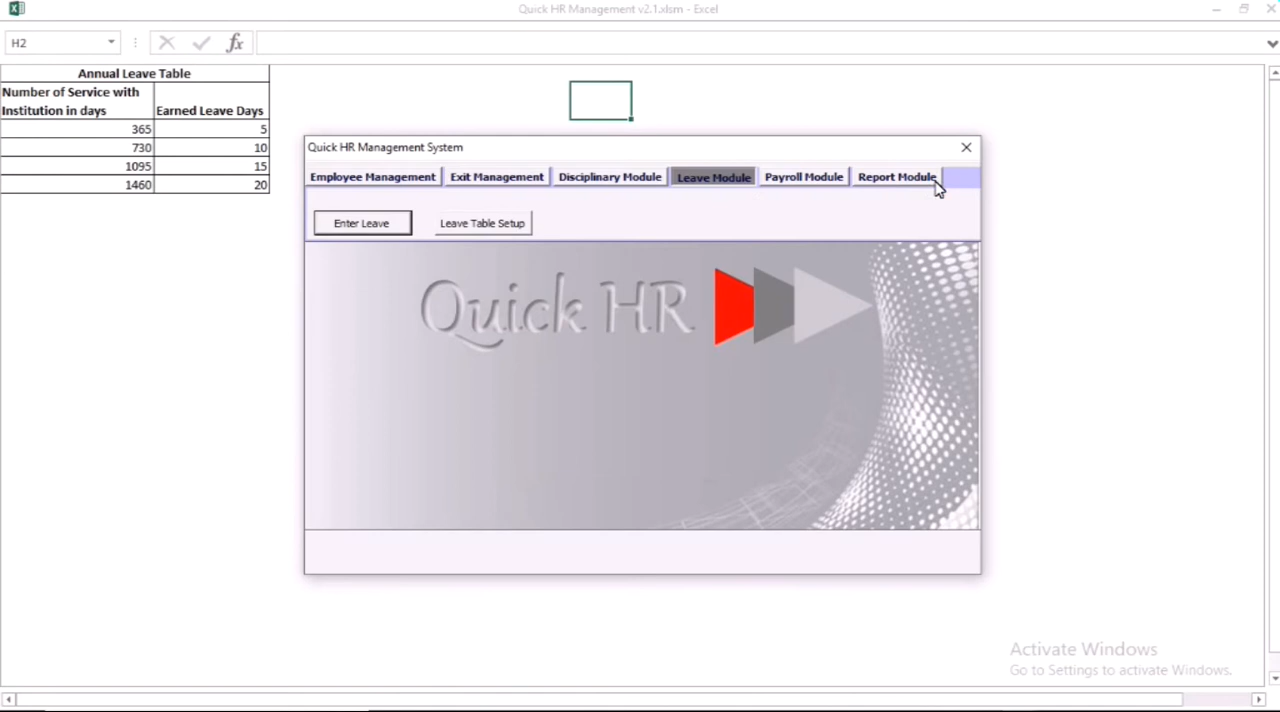 Quick HR Management v2.1.xlsm - Excel
H2
fx
Annual Leave Table
Number of Service with
Institution in days
Earned Leave Days
365 5
730 10
1095 15
1460 20
Quick HR Management System
Employee Management Exit Management Disciplinary Module Leave Module Payroll Module Report Module
Enter Leave Leave Table Setup
Quick HR
Activate Windows
Go to Settings to activate Windows.